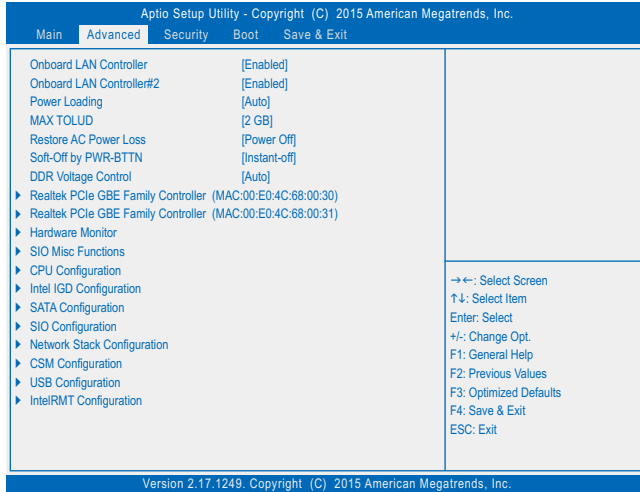 Aptio Setup Utility - Copyright (C) 2015 American Megatrends, Inc.
Main Advanced Security Boot Save & Exit
Onboard LAN Controller [Enabled]
Onboard LAN Controller#2 [Enabled]
Power Loading [Auto]
MAX TOLUD [2 GB]
Restore AC Power Loss [Power Off]
Soft-Off by PWR-BTTN [Instant-off]
DDR Voltage Control [Auto]
Realtek PCIe GBE Family Controller (MAC:00:E0:4C:68:00:30)
Realtek PCIe GBE Family Controller (MAC:00:E0:4C:68:00:31)
Hardware Monitor
SIO Misc Functions
CPU Configuration
Intel IGD Configuration
SATA Configuration
SIO Configuration
Network Stack Configuration
CSM Configuration
USB Configuration
IntelRMT Configuration
→←: Select Screen
↑↓: Select Item
Enter: Select
+/-: Change Opt.
F1: General Help
F2: Previous Values
F3: Optimized Defaults
F4: Save & Exit
ESC: Exit
Version 2.17.1249. Copyright (C) 2015 American Megatrends, Inc.